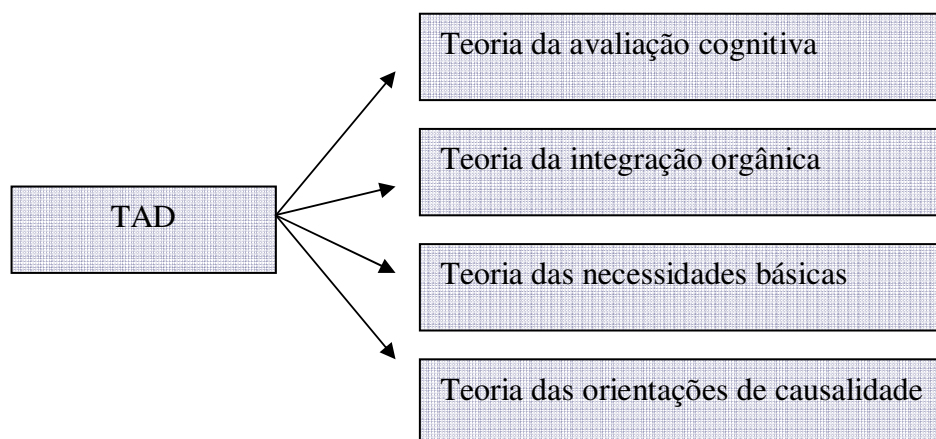 Teoria da avaliação cognitiva
Teoria da integração orgânica
TAD
Teoria das necessidades básicas
Teoria das orientações de causalidade